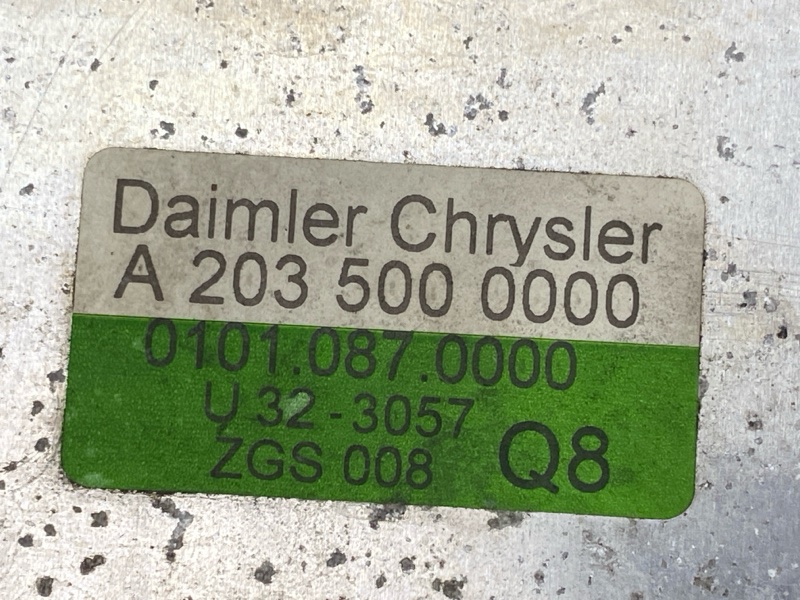 Daimler Chrysler
A 203 500 0000
0101.087.0000
U 32 - 3057
ZGS 008 Q8